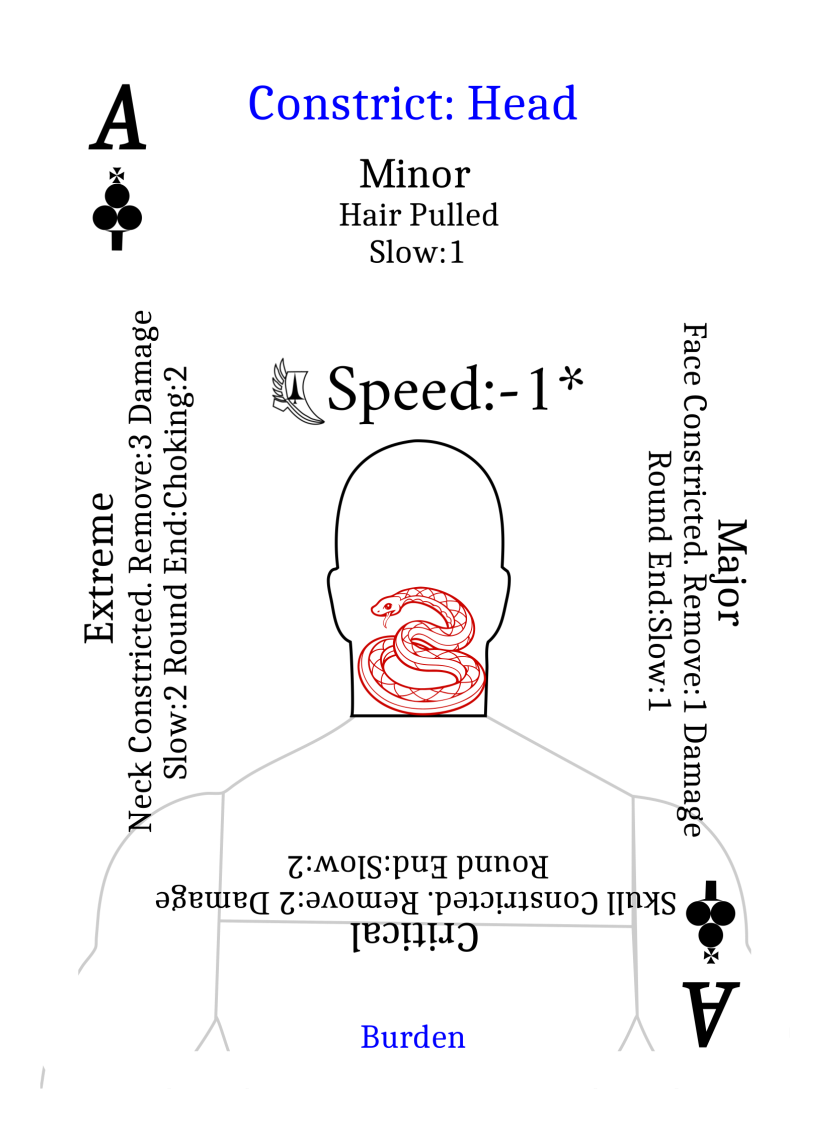 A
Constrict: Head
Minor
Hair Pulled
Slow:1
Speed:-1*
Major
Face Constricted. Remove:1 Damage
Round End:Slow:1
Critical
Skull Constricted. Remove:2 Damage
Round End:Slow:2
Extreme
Neck Constricted. Remove:3 Damage
Slow:2 Round End:Choking:2
A
Burden